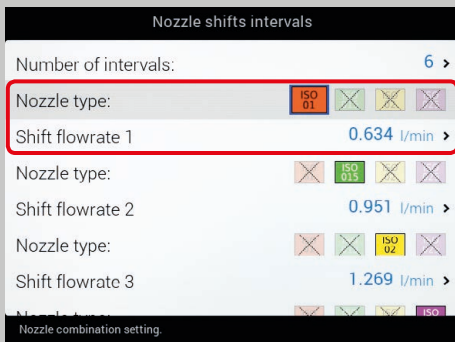 Nozzle shifts intervals
Number of intervals: 6 >
Nozzle type: ISO 01
Shift flowrate 1 0.634 l/min >
Nozzle type: ISO 015
Shift flowrate 2 0.951 l/min >
Nozzle type: ISO 02
Shift flowrate 3 1.269 l/min >
Nozzle type: ISO
Nozzle combination setting.